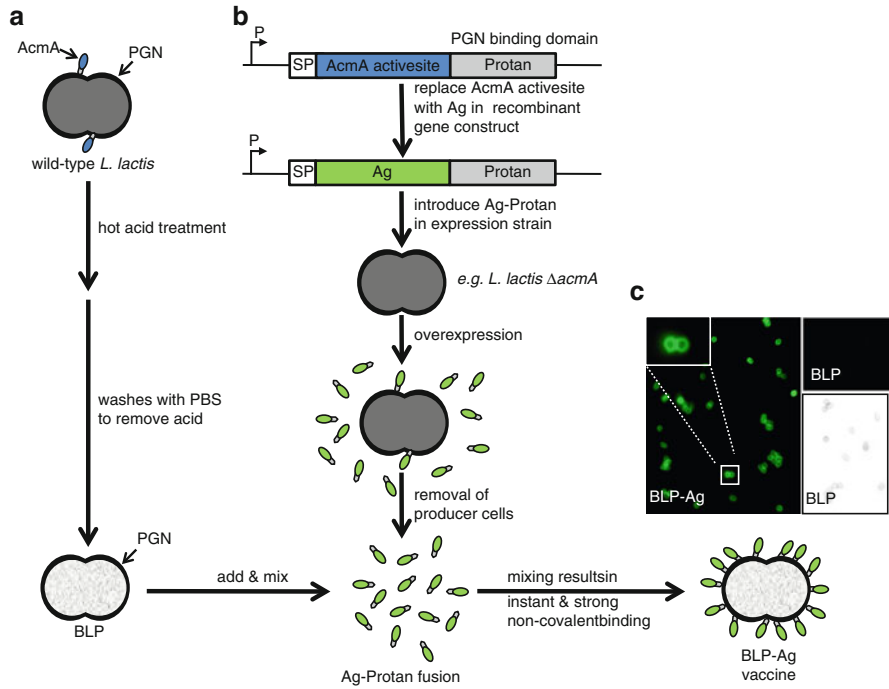 a
AcmA
PGN
wild-type L. lactis
hot acid treatment
washes with PBS
to remove acid
PGN
BLP
add & mix
b
P
PGN binding domain
SP
AcmA activesite
Protan
replace AcmA activesite
with Ag in recombinant
gene construct
P
SP
Ag
Protan
introduce Ag-Protan
in expression strain
e.g. L. lactis ΔacmA
overexpression
removal of
producer cells
Ag-Protan fusion
mixing resultsin
instant & strong
non-covalentbinding
c
BLP-Ag
BLP
BLP
BLP-Ag
vaccine